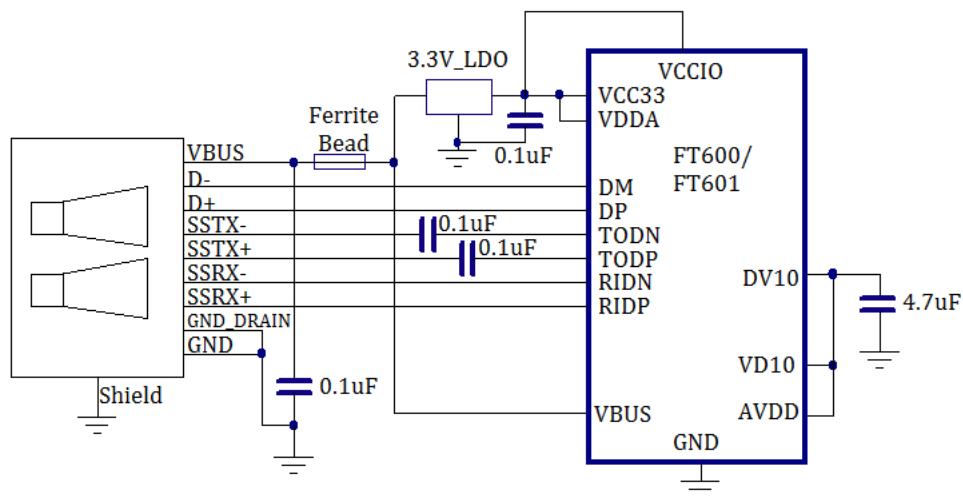 3.3V_LDO
VCCIO
VCC33
VDDA
0.1uF
Ferrite
Bead
FT600/
FT601
VBUS
D-
D+
SSTX-
SSTX+
SSRX-
SSRX+
GND_DRAIN
GND
Shield
0.1uF
0.1uF
0.1uF
DM
DP
TODN
TODP
RIDN
RIDP
VBUS
GND
DV10
VD10
AVDD
4.7uF